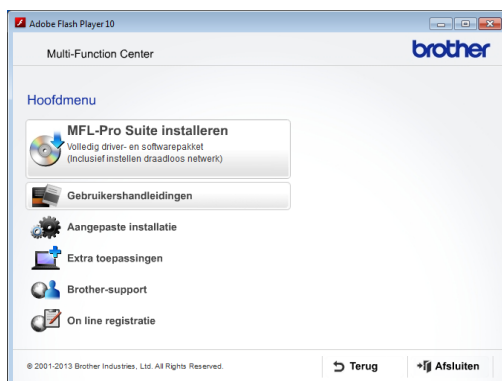 Adobe Flash Player 10
Multi-Function Center
brother
Hoofdmenu
MFL-Pro Suite installeren
Volledig driver- en softwarepakket
(Inclusief instellen draadloos netwerk)
Gebruikershandleidingen
Aangepaste installatie
Extra toepassingen
Brother-support
On line registratie
© 2001-2013 Brother Industries, Ltd. All Rights Reserved.
Terug
Afsluiten